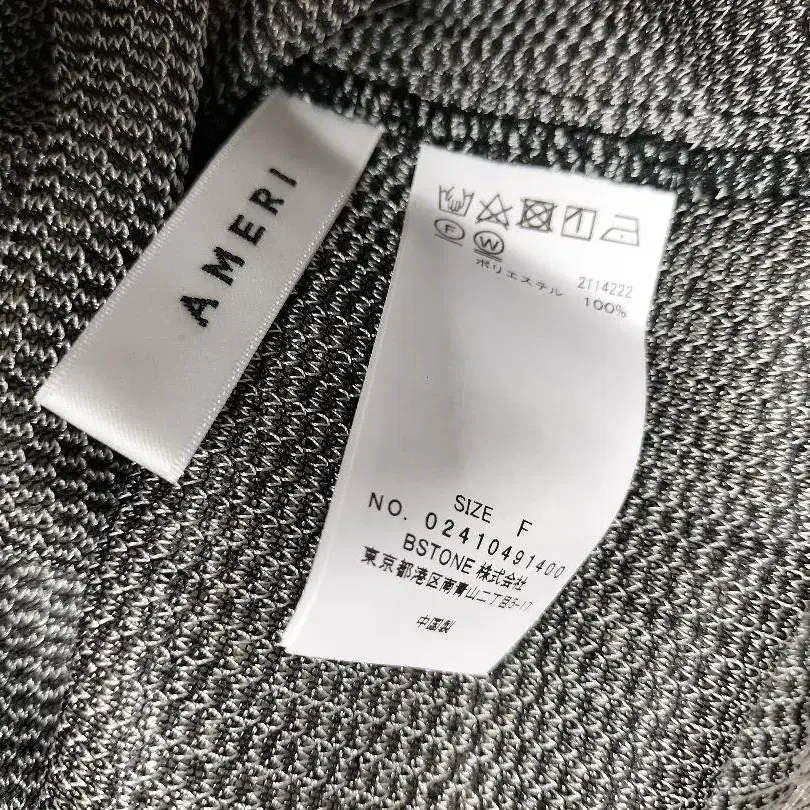 AMERI
F
W
2114222
ポリエステル 100%
SIZE F
NO. 02410491400
BSTONE 株式会社
東京都港区南青山二丁目5-17
中国製